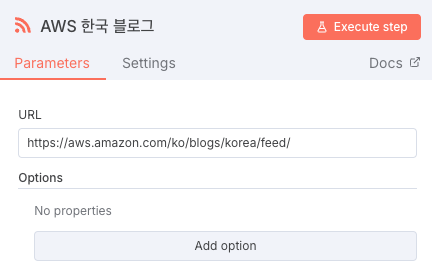 AWS 한국 블로그
Execute step
Parameters
Settings
Docs
URL
https://aws.amazon.com/ko/blogs/korea/feed/
Options
No properties
Add option